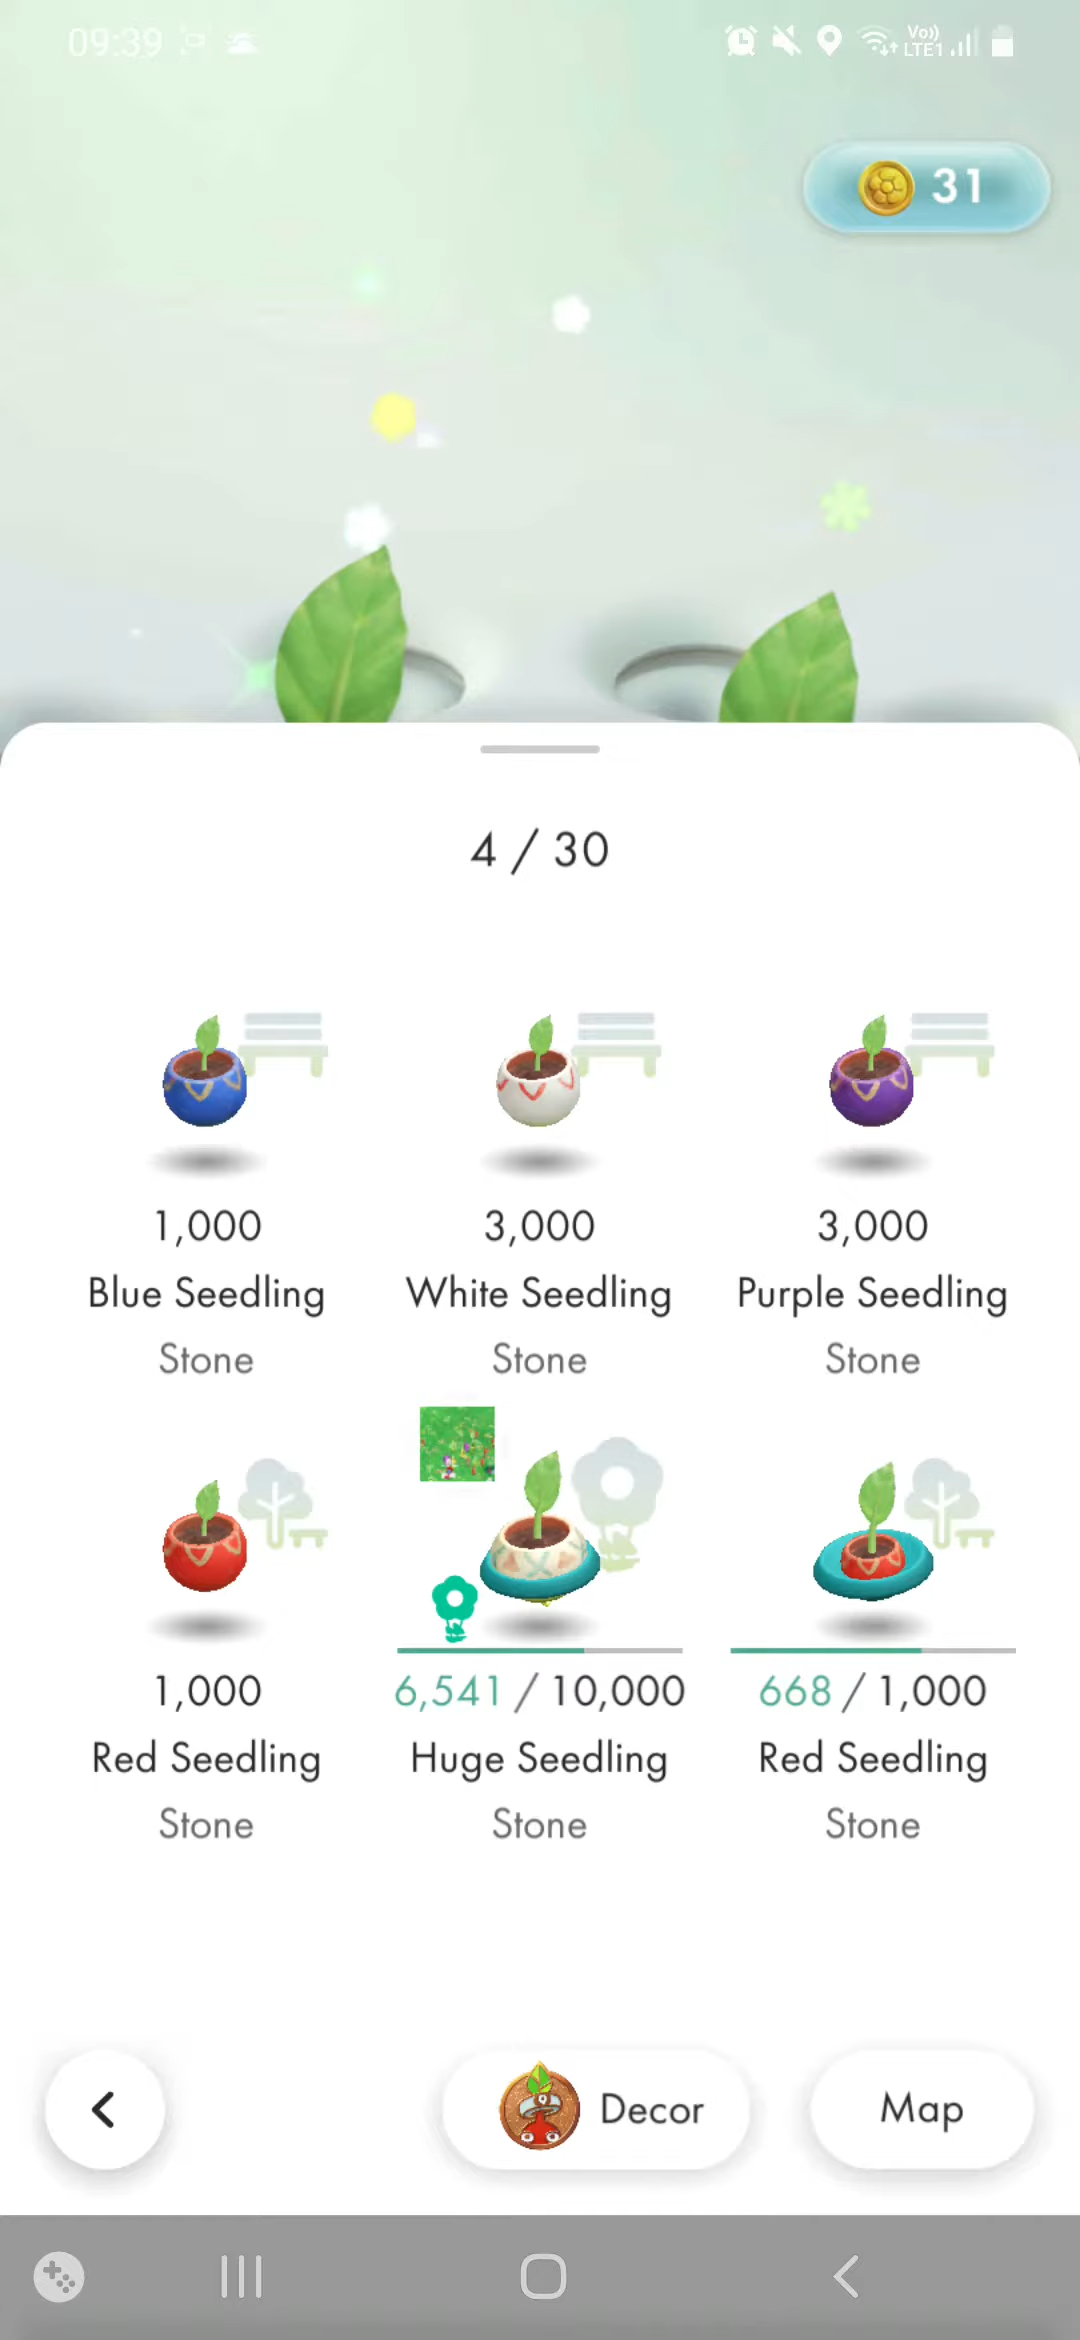 09:39
Vo))
LTE1
31
4 / 30
1,000
3,000
3,000
Blue Seedling
White Seedling
Purple Seedling
Stone
Stone
Stone
1,000
6,541 / 10,000
668 / 1,000
Red Seedling
Huge Seedling
Red Seedling
Stone
Stone
Stone
Decor
Map